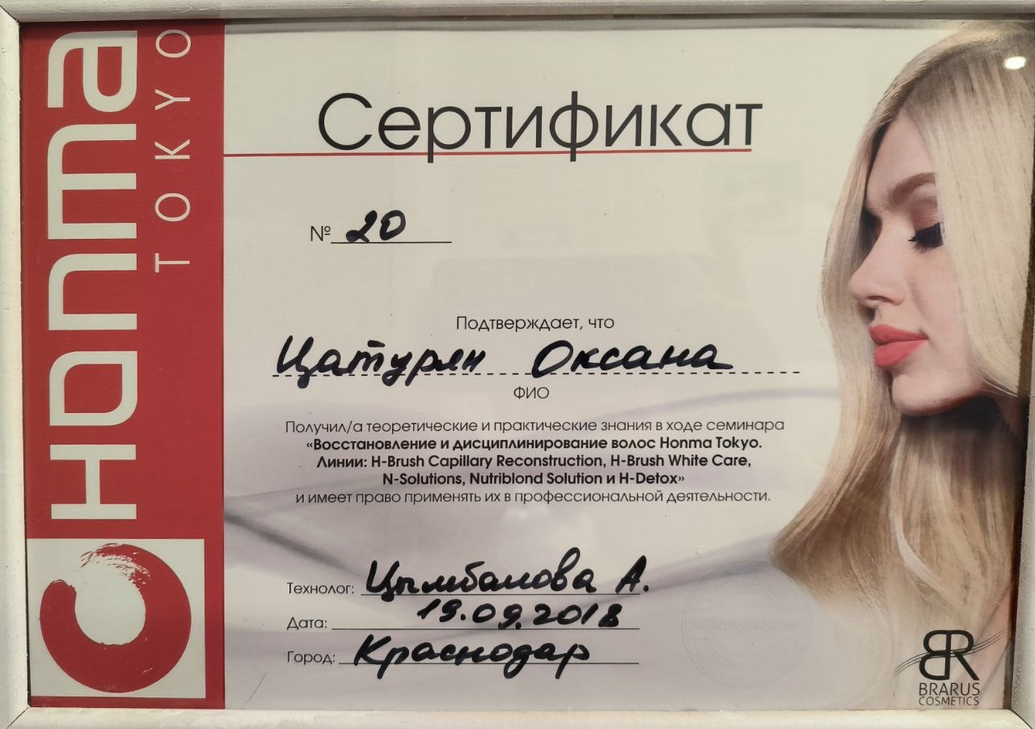 Honma
TOKYO
Сертификат
№ 20
Подтверждает, что
Цатурян Оксана
ФИО
Получил/а теоретические и практические знания в ходе семинара
«Восстановление и дисциплинирование волос Honma Tokyo.
Линии: H-Brush Capillary Reconstruction, H-Brush White Care,
N-Solutions, Nutriblond Solution и H-Detox»
и имеет право применять их в профессиональной деятельности.
Технолог: Цымбалова А.
Дата: 19.09.2018
Город: Краснодар
BR
BRARUS
COSMETICS